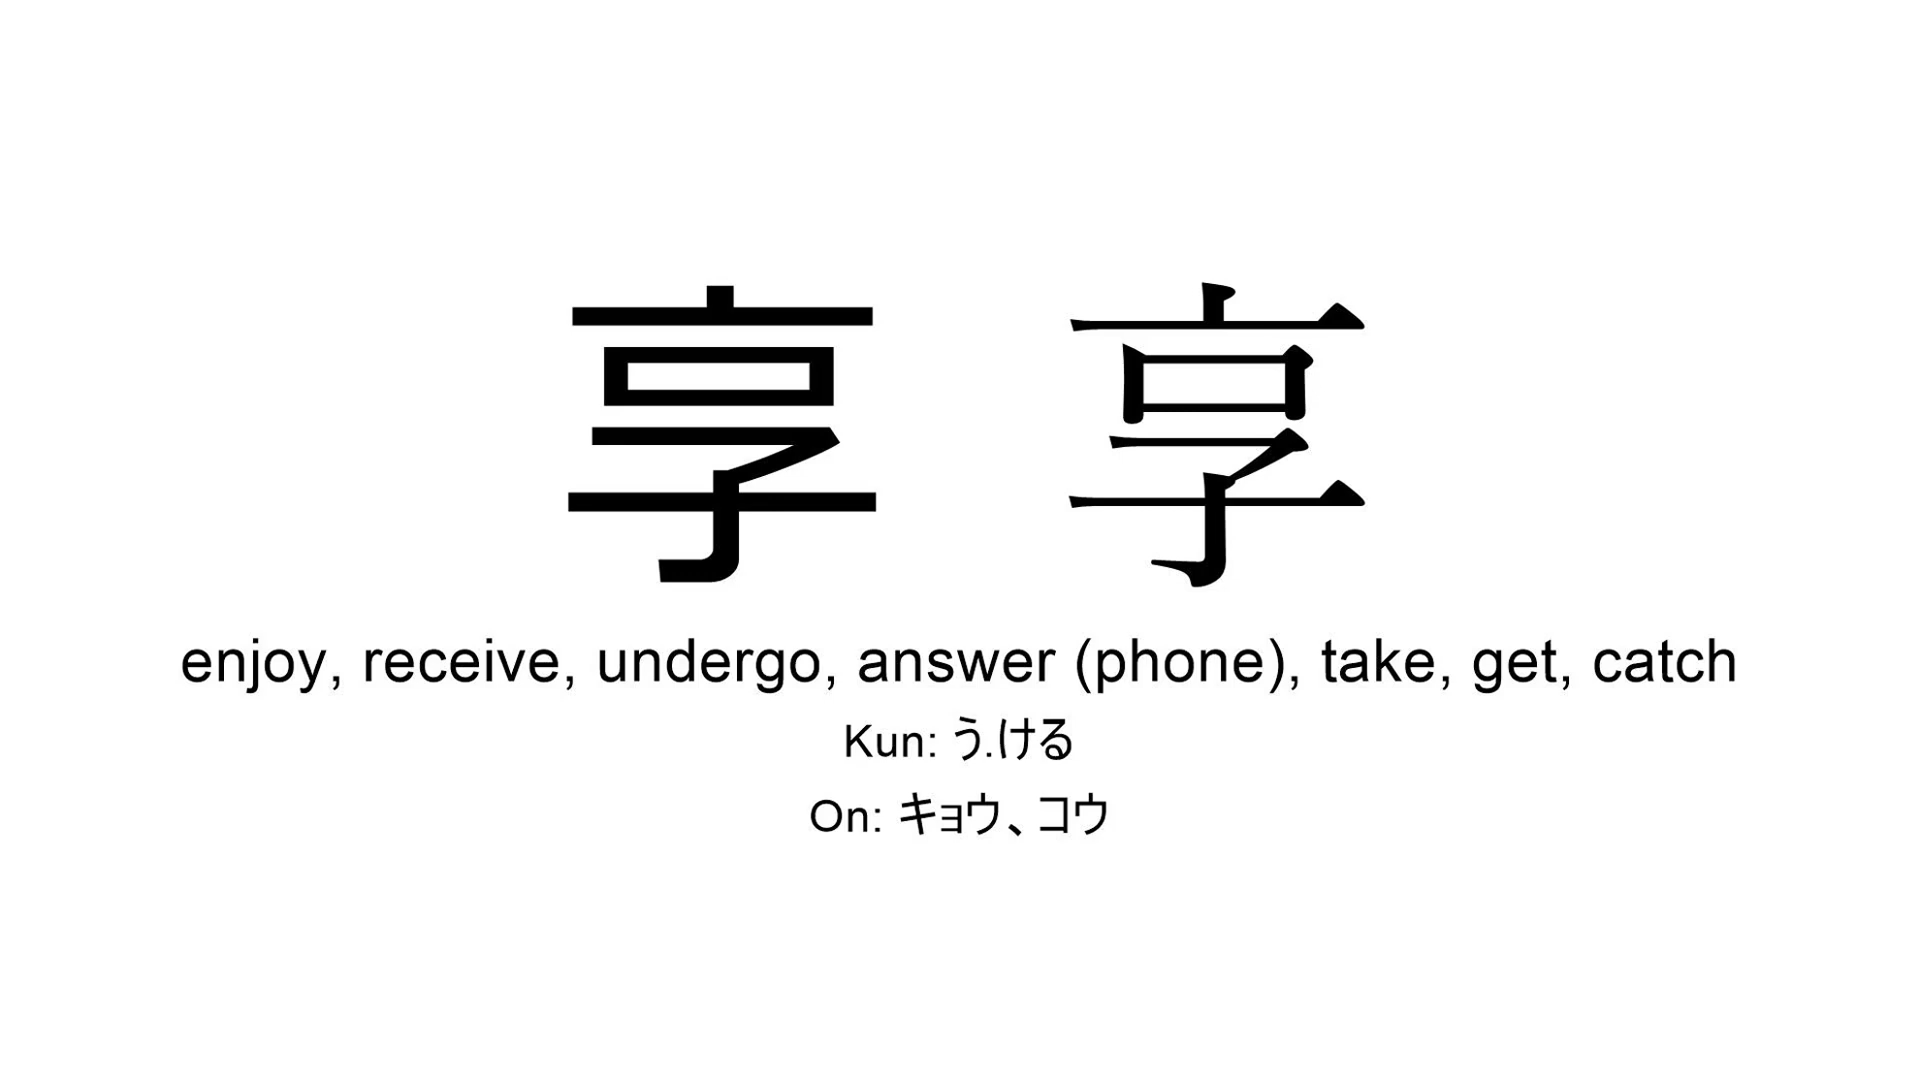 享 享
enjoy, receive, undergo, answer (phone), take, get, catch
Kun: う.ける
On: キョウ、コウ